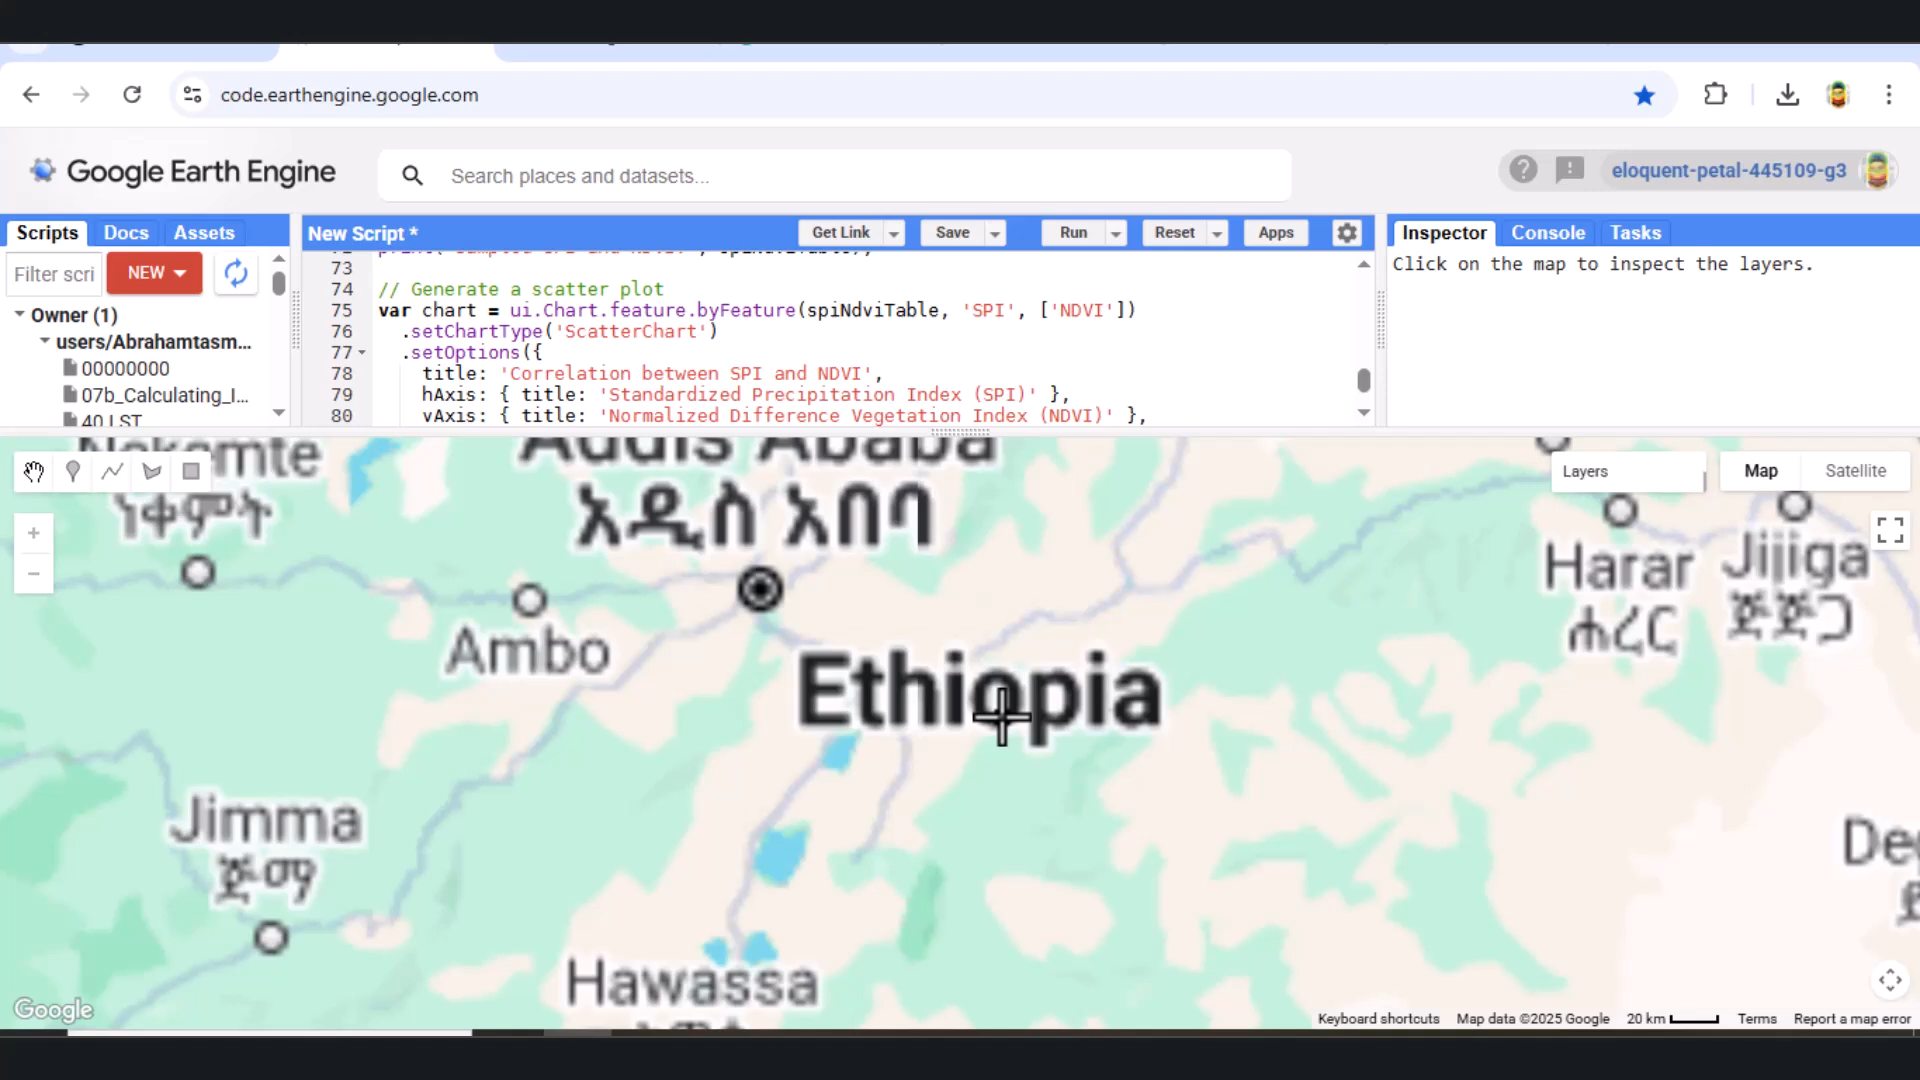 code.earthengine.google.com
Google Earth Engine
Search places and datasets...
eloquent-petal-445109-g3
Scripts
Docs
Assets
New Script *
Get Link
Save
Run
Reset
Apps
Inspector
Console
Tasks
Filter scri
NEW
Click on the map to inspect the layers.
Owner (1)
users/Abrahamtasm...
00000000
07b_Calculating_I...
40 LST
73
74 // Generate a scatter plot
75 var chart = ui.Chart.feature.byFeature(spiNdviTable, 'SPI', ['NDVI'])
76 .setChartType('ScatterChart')
77 .setOptions({
78 title: 'Correlation between SPI and NDVI',
79 hAxis: { title: 'Standardized Precipitation Index (SPI)' },
80 vAxis: { title: 'Normalized Difference Vegetation Index (NDVI)' },
Layers
Map
Satellite
Nekemte
ነቀምት
Addis Ababa
አዲስ አበባ
Ambo
Ethiopia
Harar
ሐረር
Jijiga
ጅጅጋ
Jimma
ጅማ
Hawassa
Google
Keyboard shortcuts
Map data ©2025 Google
20 km
Terms
Report a map error